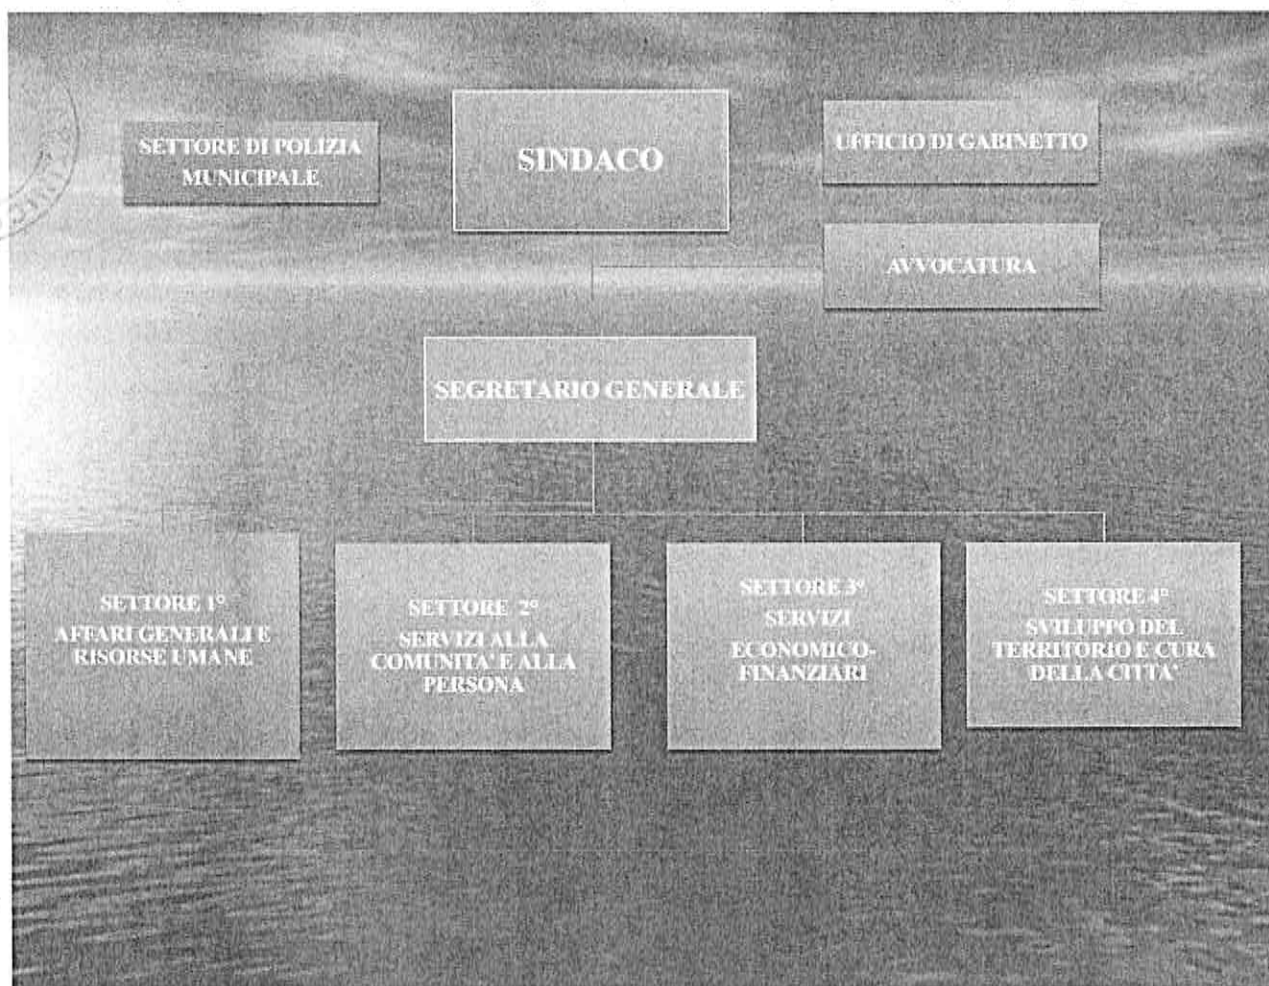 SETTORE DI POLIZIA
MUNICIPALE
SINDACO
UFFICIO DI GABINETTO
AVVOCATURA
SEGRETARIO GENERALE
SETTORE 1°
AFFARI GENERALI E
RISORSE UMANE
SETTORE 2°
SERVIZI ALLA
COMUNITA' E ALLA
PERSONA
SETTORE 3°
SERVIZI
ECONOMICO-
FINANZIARI
SETTORE 4°
SVILUPPO DEL
TERRITORIO E CURA
DELLA CITTA'